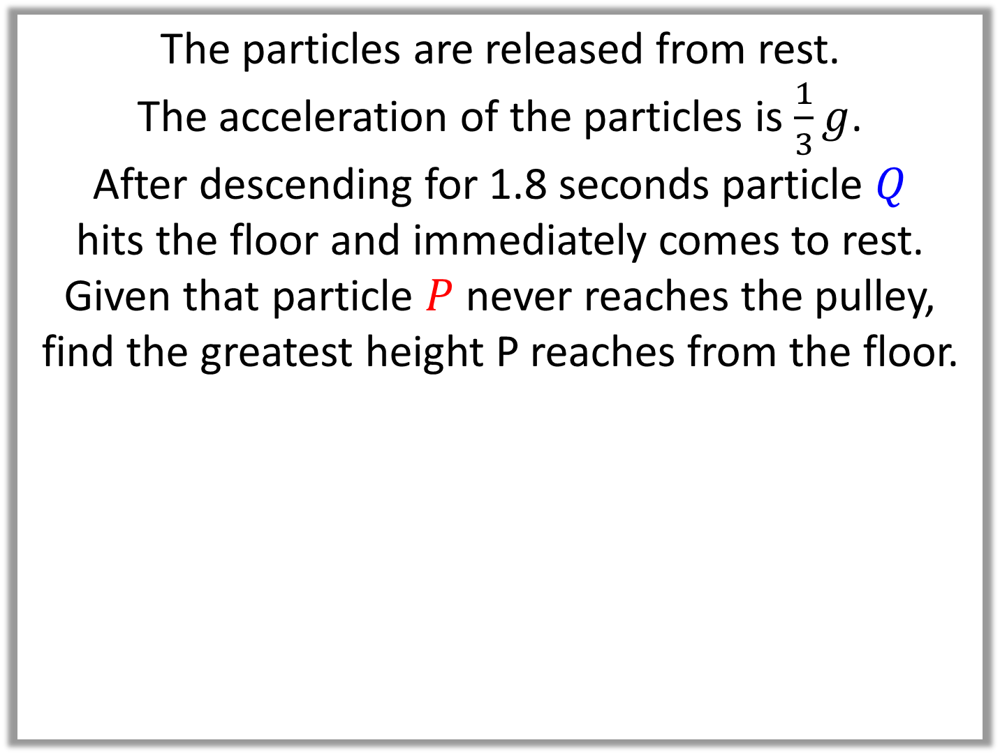 The particles are released from rest.
The acceleration of the particles is \frac{1}{3} g.
After descending for 1.8 seconds particle Q
hits the floor and immediately comes to rest.
Given that particle P never reaches the pulley,
find the greatest height P reaches from the floor.